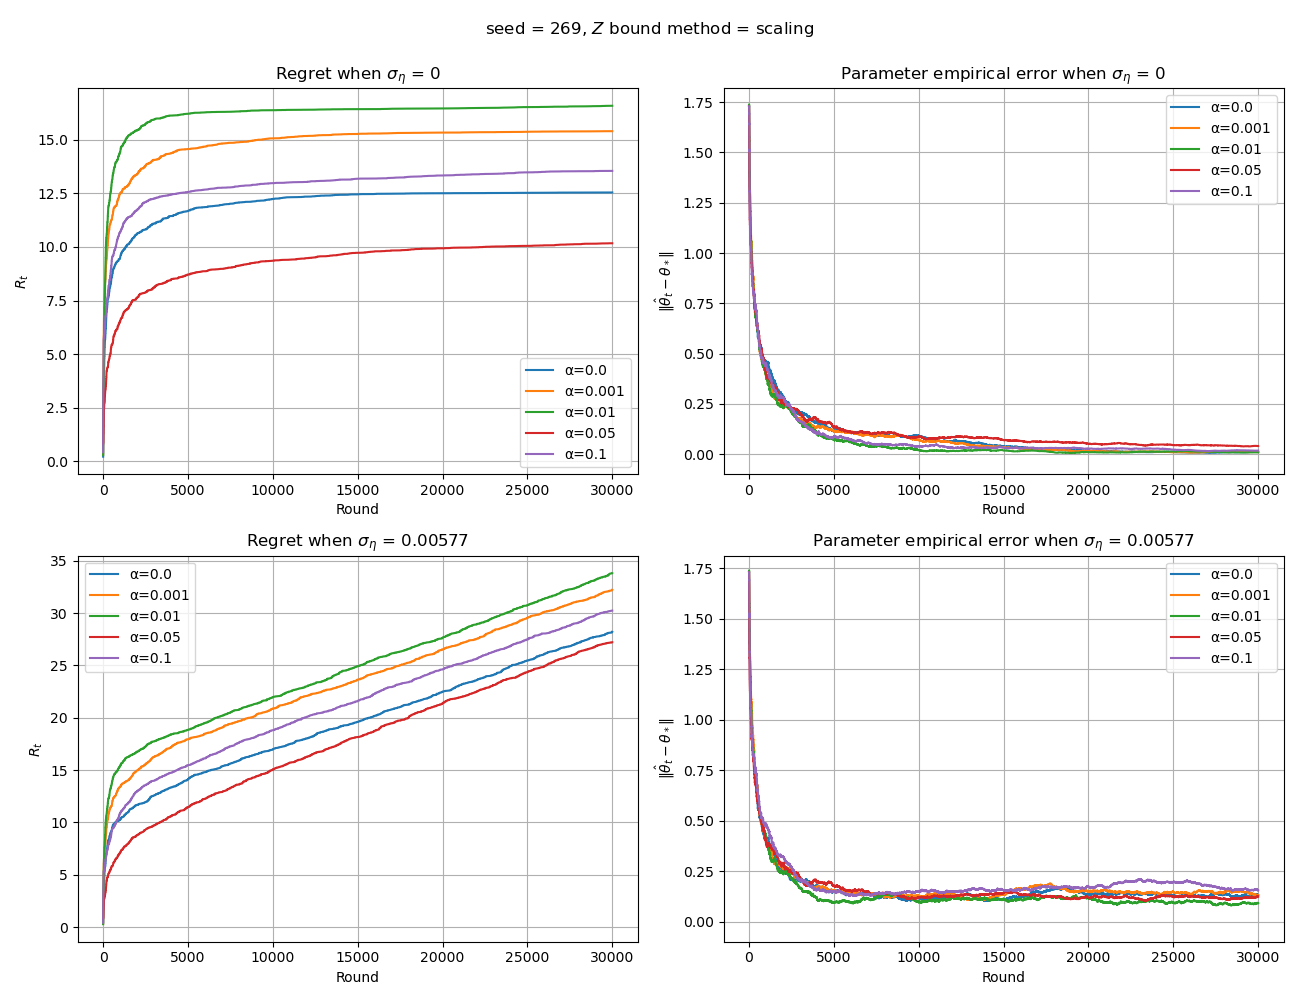 seed = 269, Z bound method = scaling
Regret when σ_η = 0
15.0
12.5
10.0
7.5
5.0
2.5
0.0
R_t
0 5000 10000 15000 20000 25000 30000
Round
α=0.0
α=0.001
α=0.01
α=0.05
α=0.1
Parameter empirical error when σ_η = 0
1.75
1.50
1.25
1.00
0.75
0.50
0.25
0.00
‖θ̂_t − θ_*‖
0 5000 10000 15000 20000 25000 30000
Round
α=0.0
α=0.001
α=0.01
α=0.05
α=0.1
Regret when σ_η = 0.00577
35
30
25
20
15
10
5
0
R_t
0 5000 10000 15000 20000 25000 30000
Round
α=0.0
α=0.001
α=0.01
α=0.05
α=0.1
Parameter empirical error when σ_η = 0.00577
1.75
1.50
1.25
1.00
0.75
0.50
0.25
0.00
‖θ̂_t − θ_*‖
0 5000 10000 15000 20000 25000 30000
Round
α=0.0
α=0.001
α=0.01
α=0.05
α=0.1